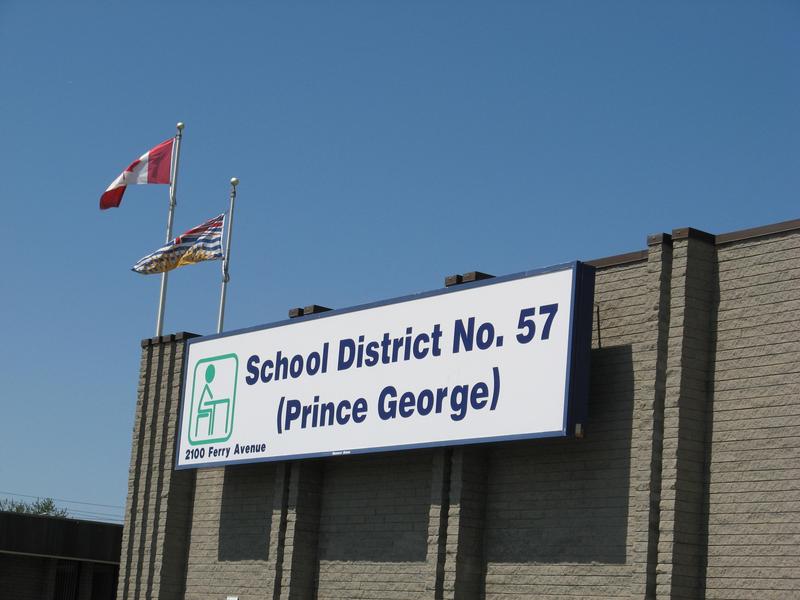 School District No. 57
(Prince George)
2100 Ferry Avenue